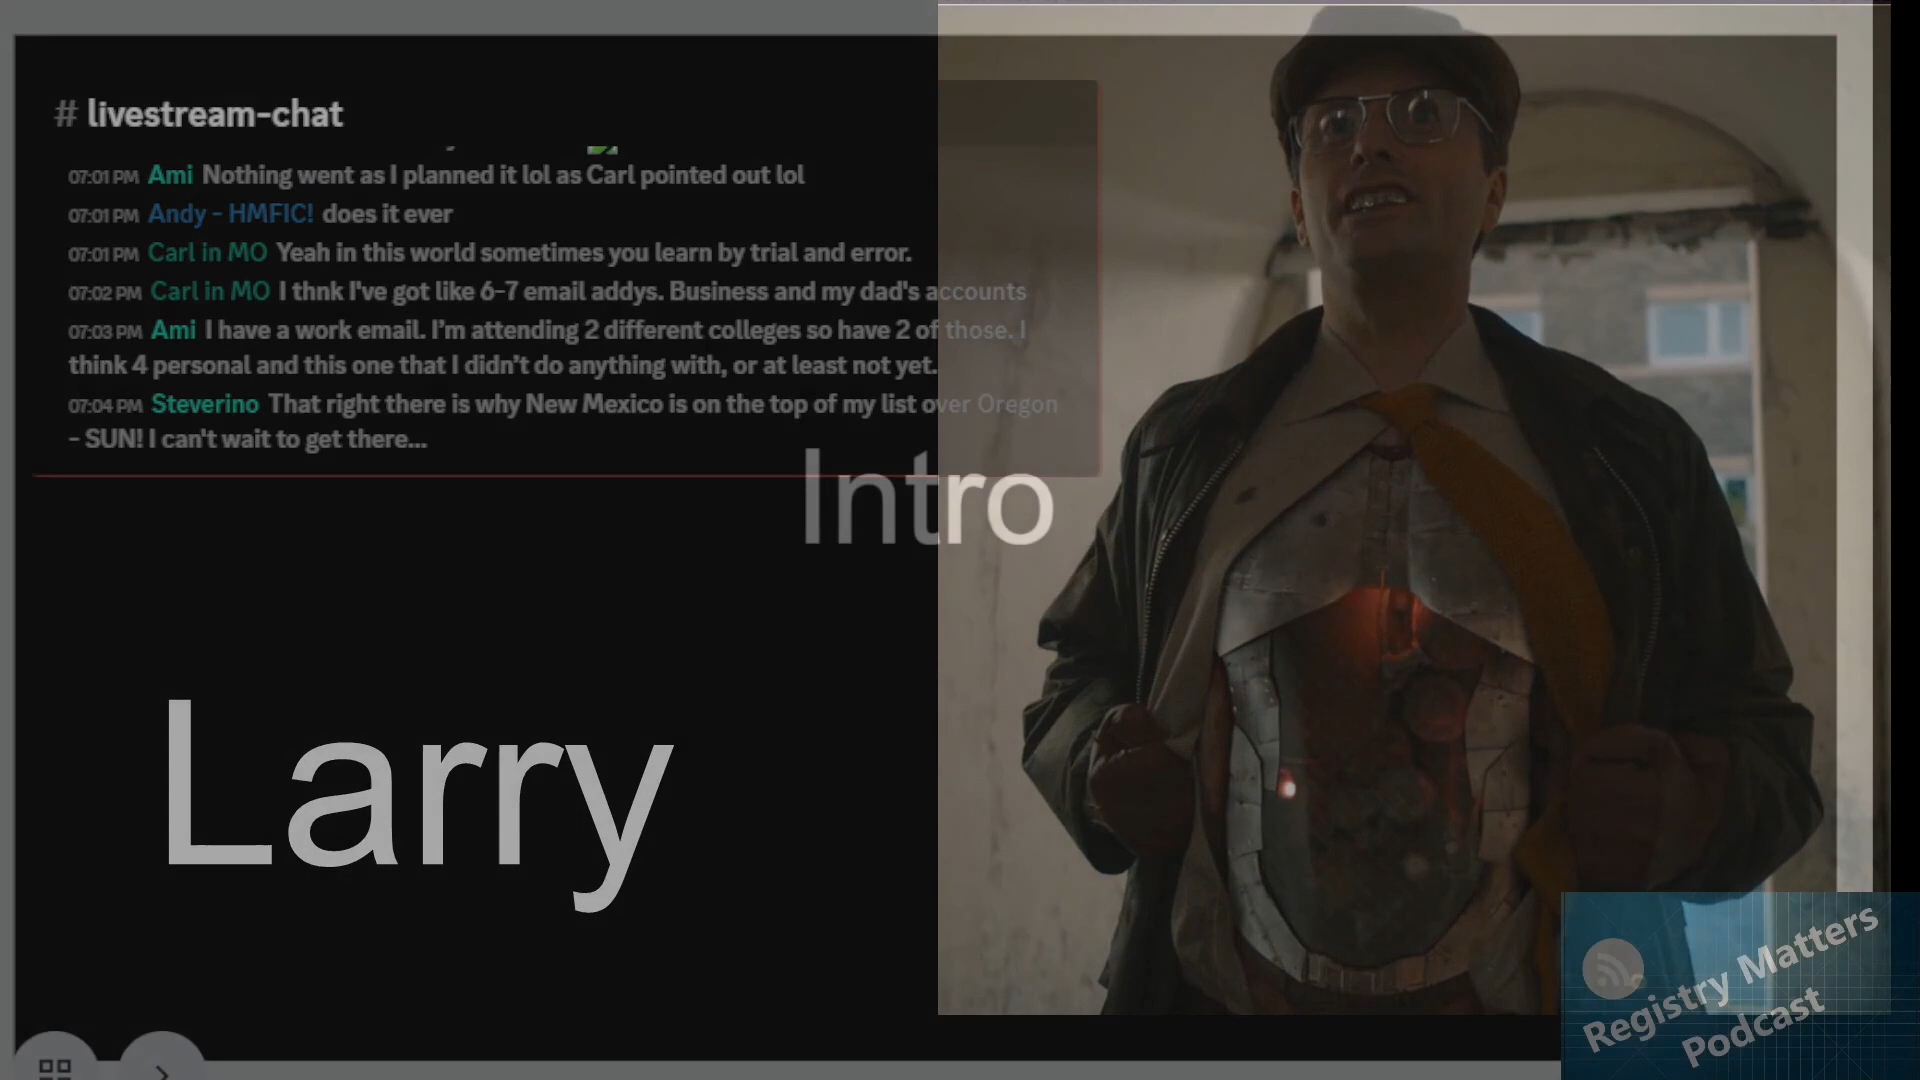 # livestream-chat
07:01 PM Ami Nothing went as I planned it lol as Carl pointed out lol
07:01 PM Andy - HMFIC! does it ever
07:01 PM Carl in MO Yeah in this world sometimes you learn by trial and error.
07:02 PM Carl in MO I thnk I've got like 6-7 email addys. Business and my dad's accounts
07:03 PM Ami I have a work email. I'm attending 2 different colleges so have 2 of those. I
think 4 personal and this one that I didn't do anything with, or at least not yet.
07:04 PM Steverino That right there is why New Mexico is on the top of my list over Oregon
- SUN! I can't wait to get there...
Intro
Larry
Registry Matters
Podcast